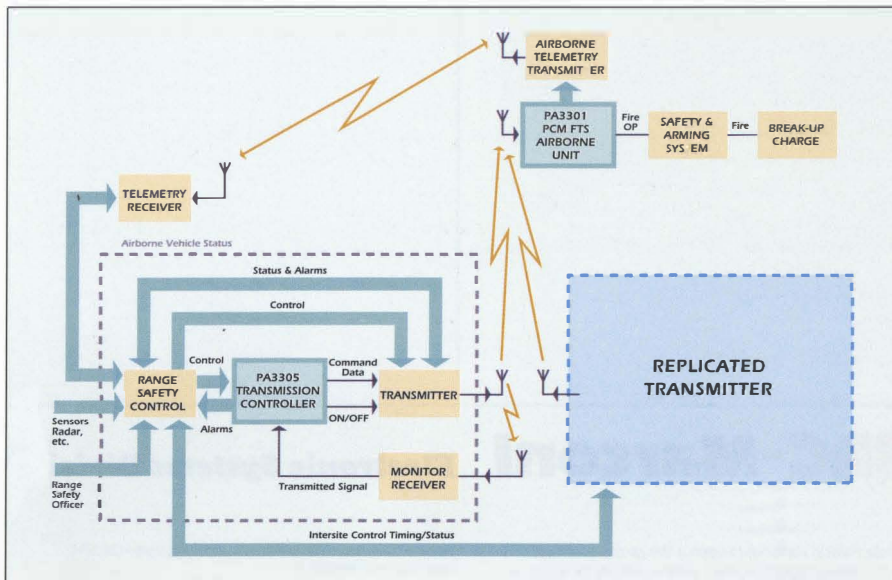 AIRBORNE
TELEMETRY
TRANSMIT ER
PA3301
PCM FTS
AIRBORNE
UNIT
Fire
OP
SAFETY &
ARMING
SYS EM
Fire
BREAK-UP
CHARGE
TELEMETRY
RECEIVER
Airborne Vehicle Status
Status & Alarms
Control
Control
PA3305
TRANSMISSION
CONTROLLER
Command
Data
ON/OFF
TRANSMITTER
RANGE
SAFETY
CONTROL
Alarms
Sensors
Radar,
etc.
Range
Safety
Officer
Transmitted Signal
MONITOR
RECEIVER
Intersite Control Timing/Status
REPLICATED
TRANSMITTER